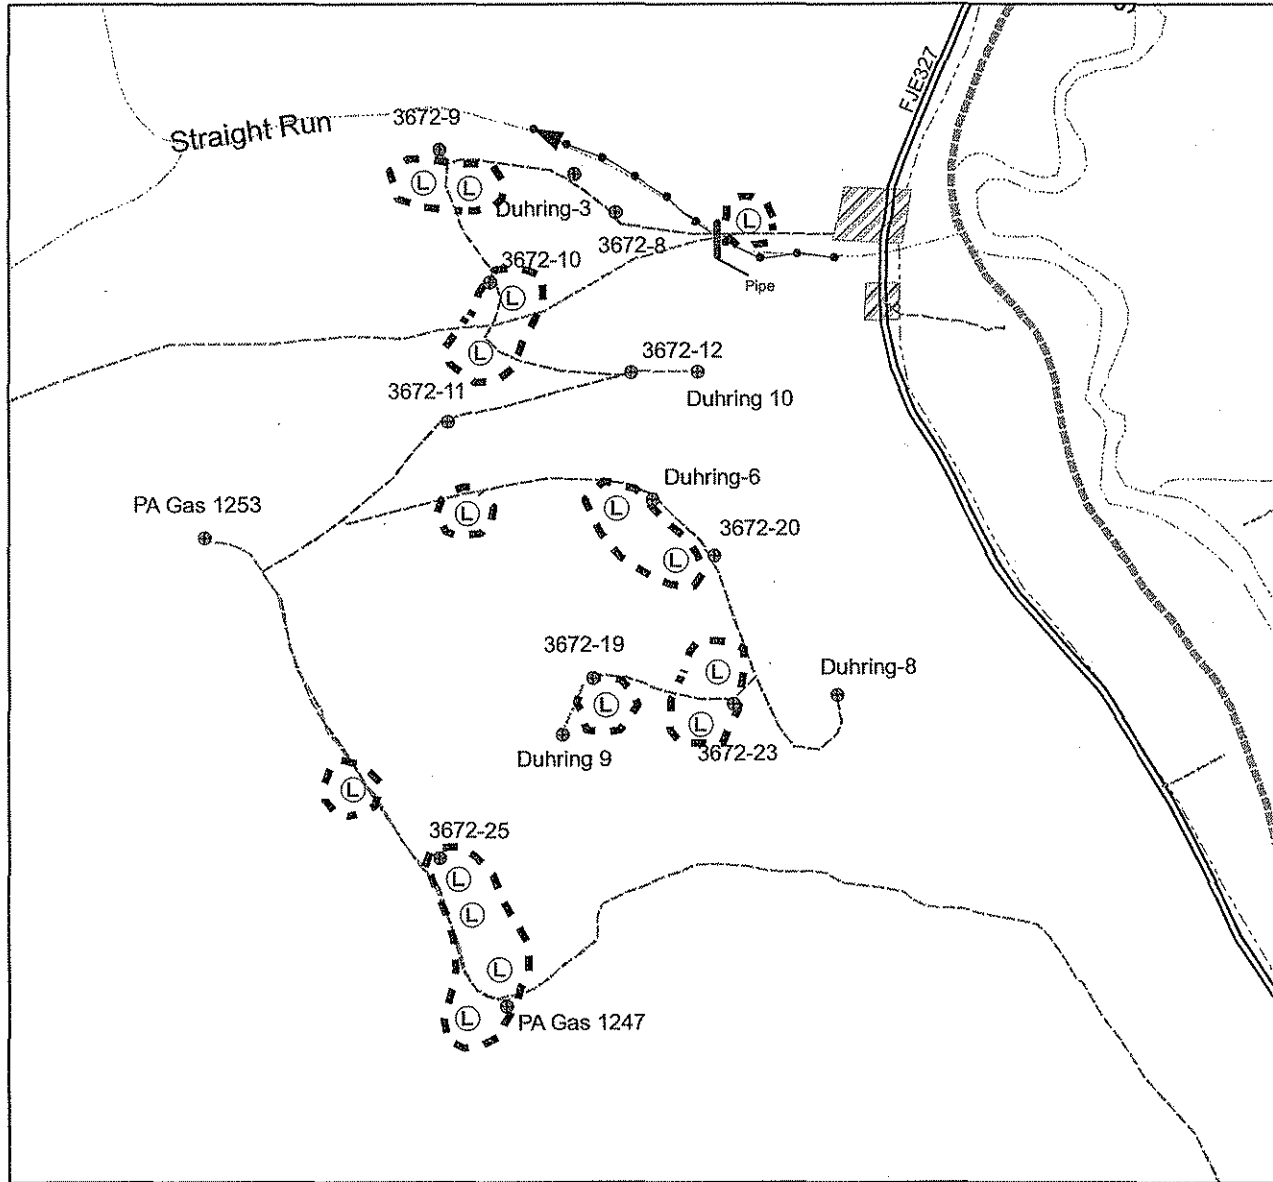 FJE327
3672-9
Straight Run
L
L
L
Duhring-3
3672-8
3672-10
Pipe
L
L
3672-12
3672-11
Duhring 10
Duhring-6
L
L
PA Gas 1253
3672-20
L
3672-19
L
Duhring-8
L
L
3672-23
Duhring 9
L
3672-25
L
L
L
L
PA Gas 1247